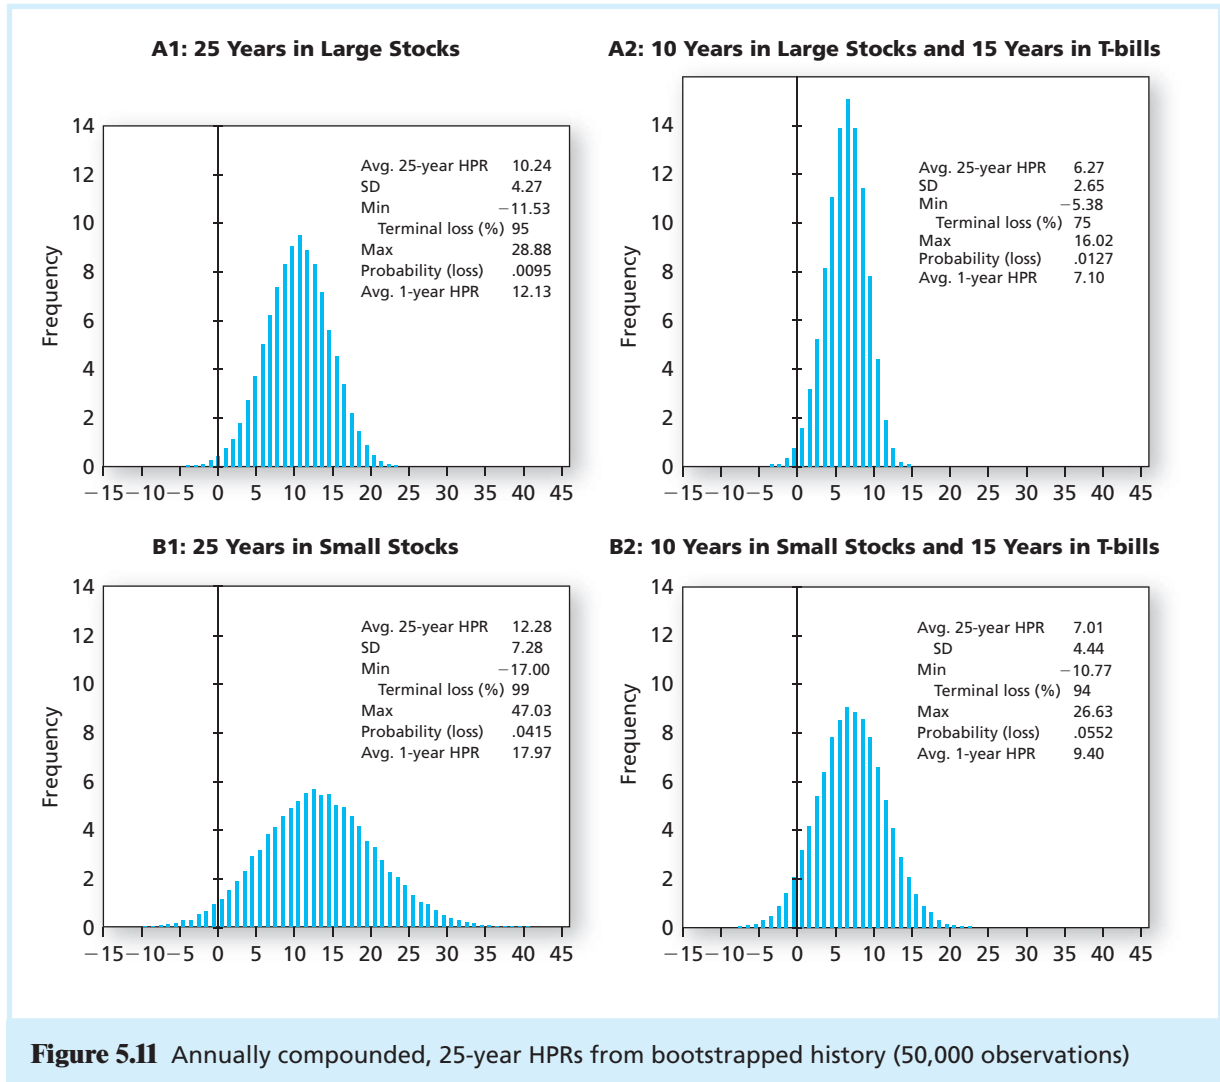 A1: 25 Years in Large Stocks
14
12
10
8
6
4
2
0
Frequency
Avg. 25-year HPR 10.24
SD 4.27
Min −11.53
Terminal loss (%) 95
Max 28.88
Probability (loss) .0095
Avg. 1-year HPR 12.13
−15 −10 −5 0 5 10 15 20 25 30 35 40 45
A2: 10 Years in Large Stocks and 15 Years in T-bills
14
12
10
8
6
4
2
0
Frequency
Avg. 25-year HPR 6.27
SD 2.65
Min −5.38
Terminal loss (%) 75
Max 16.02
Probability (loss) .0127
Avg. 1-year HPR 7.10
−15 −10 −5 0 5 10 15 20 25 30 35 40 45
B1: 25 Years in Small Stocks
14
12
10
8
6
4
2
0
Frequency
Avg. 25-year HPR 12.28
SD 7.28
Min −17.00
Terminal loss (%) 99
Max 47.03
Probability (loss) .0415
Avg. 1-year HPR 17.97
−15 −10 −5 0 5 10 15 20 25 30 35 40 45
B2: 10 Years in Small Stocks and 15 Years in T-bills
14
12
10
8
6
4
2
0
Frequency
Avg. 25-year HPR 7.01
SD 4.44
Min −10.77
Terminal loss (%) 94
Max 26.63
Probability (loss) .0552
Avg. 1-year HPR 9.40
−15 −10 −5 0 5 10 15 20 25 30 35 40 45
Figure 5.11 Annually compounded, 25-year HPRs from bootstrapped history (50,000 observations)